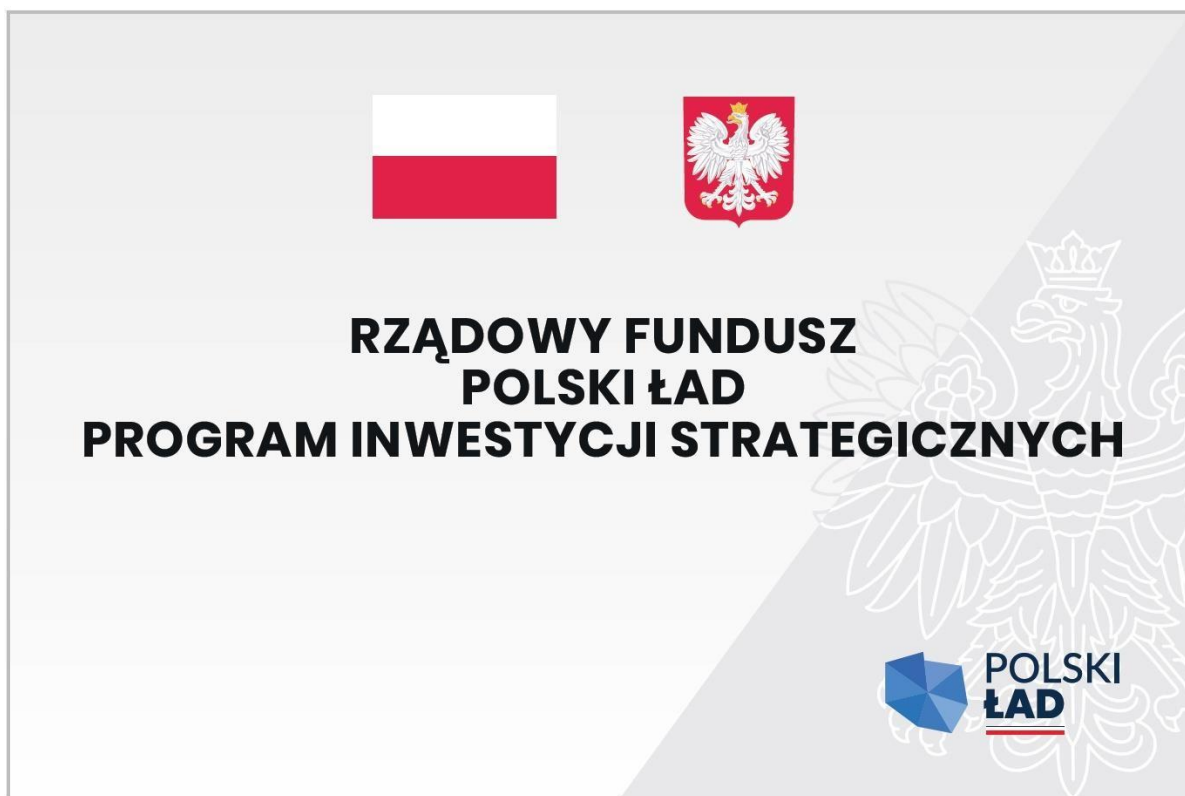 RZĄDOWY FUNDUSZ
POLSKI ŁAD
PROGRAM INWESTYCJI STRATEGICZNYCH
POLSKI
ŁAD